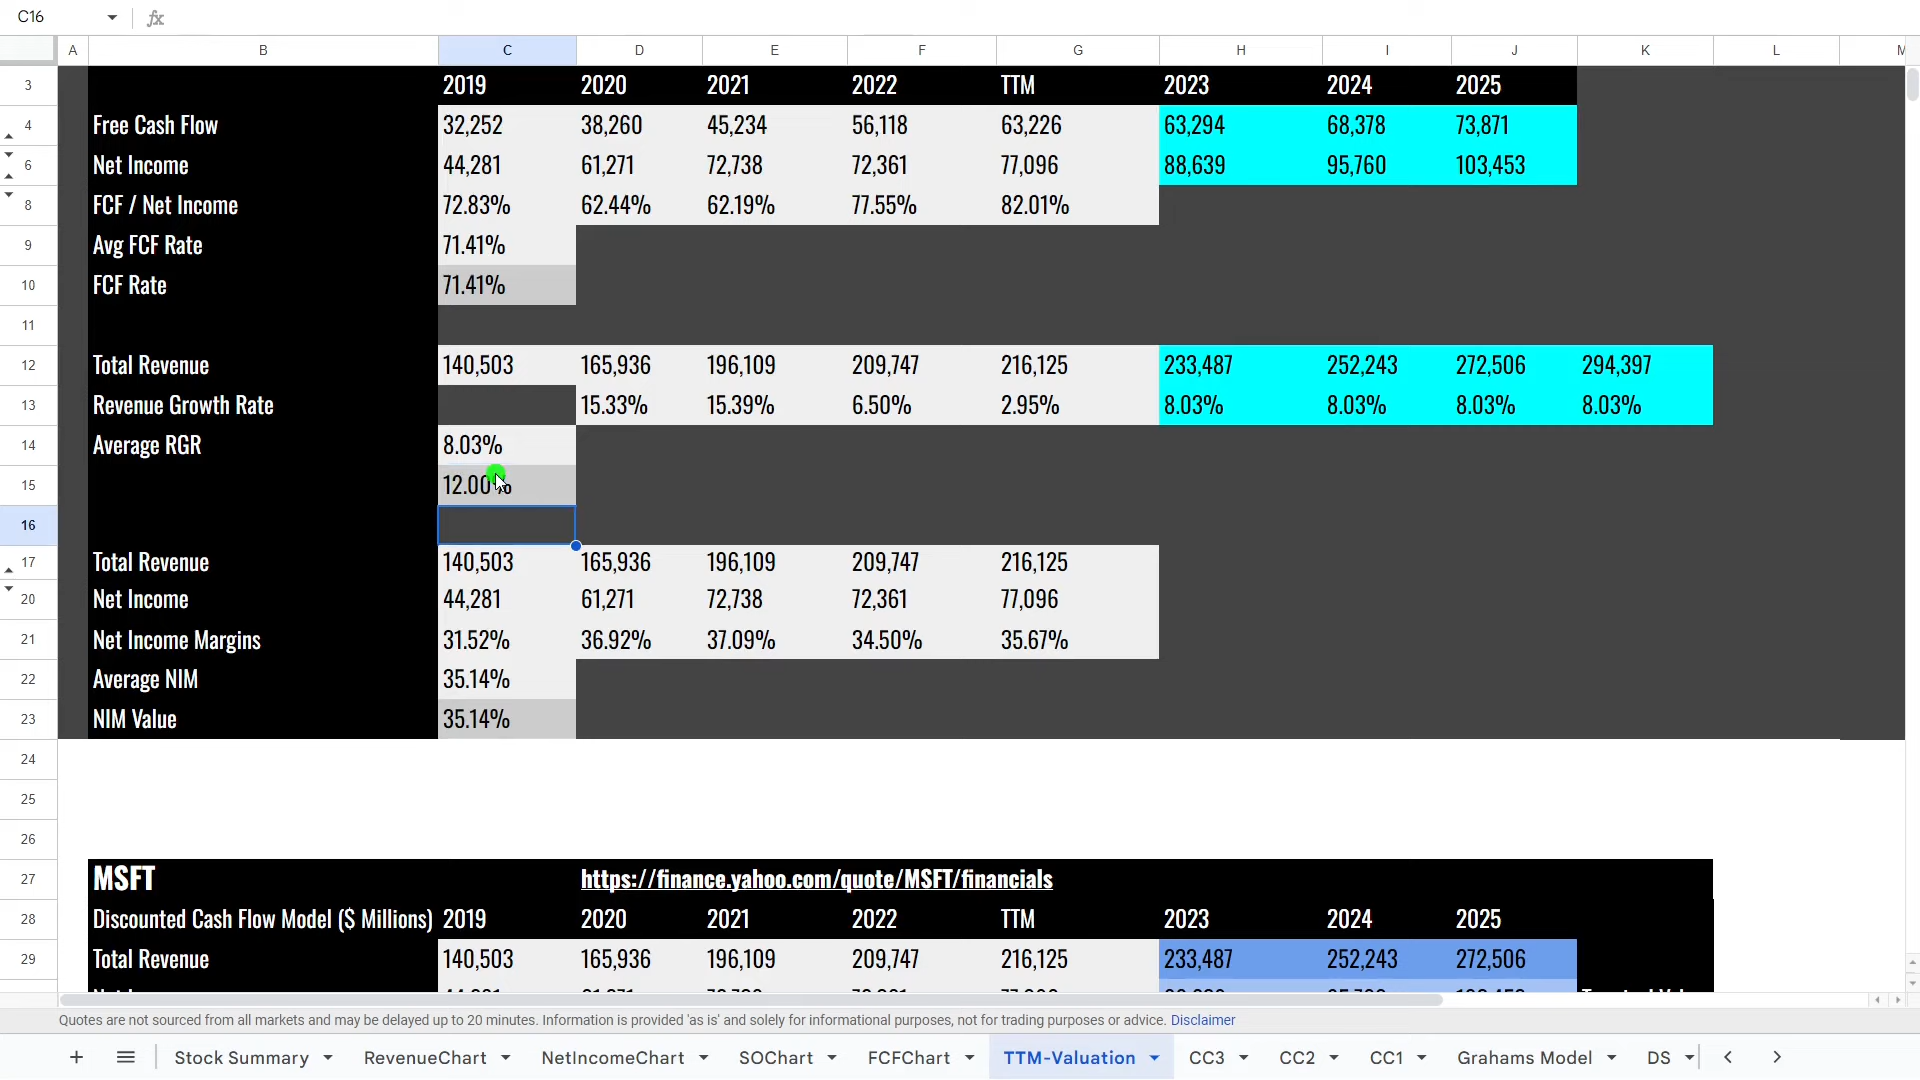 C16
A B C D E F G H I J K L
3 2019 2020 2021 2022 TTM 2023 2024 2025
4 Free Cash Flow 32,252 38,260 45,234 56,118 63,226 63,294 68,378 73,871
6 Net Income 44,281 61,271 72,738 72,361 77,096 88,639 95,760 103,453
8 FCF / Net Income 72.83% 62.44% 62.19% 77.55% 82.01%
9 Avg FCF Rate 71.41%
10 FCF Rate 71.41%
11
12 Total Revenue 140,503 165,936 196,109 209,747 216,125 233,487 252,243 272,506 294,397
13 Revenue Growth Rate 15.33% 15.39% 6.50% 2.95% 8.03% 8.03% 8.03% 8.03%
14 Average RGR 8.03%
15 12.00%
16
17 Total Revenue 140,503 165,936 196,109 209,747 216,125
20 Net Income 44,281 61,271 72,738 72,361 77,096
21 Net Income Margins 31.52% 36.92% 37.09% 34.50% 35.67%
22 Average NIM 35.14%
23 NIM Value 35.14%
24
25
26
27 MSFT https://finance.yahoo.com/quote/MSFT/financials
28 Discounted Cash Flow Model ($ Millions) 2019 2020 2021 2022 TTM 2023 2024 2025
29 Total Revenue 140,503 165,936 196,109 209,747 216,125 233,487 252,243 272,506
Quotes are not sourced from all markets and may be delayed up to 20 minutes. Information is provided 'as is' and solely for informational purposes, not for trading purposes or advice. Disclaimer
Stock Summary RevenueChart NetIncomeChart SOChart FCFChart TTM-Valuation CC3 CC2 CC1 Grahams Model DS